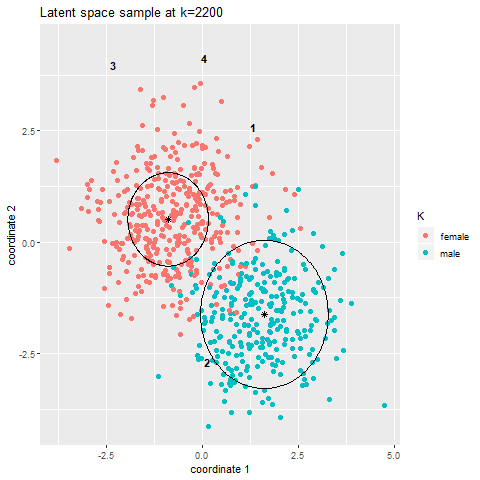 Latent space sample at k=2200
3
4
1
2
2.5
0.0
-2.5
-2.5
0.0
2.5
5.0
coordinate 1
coordinate 2
K
female
male